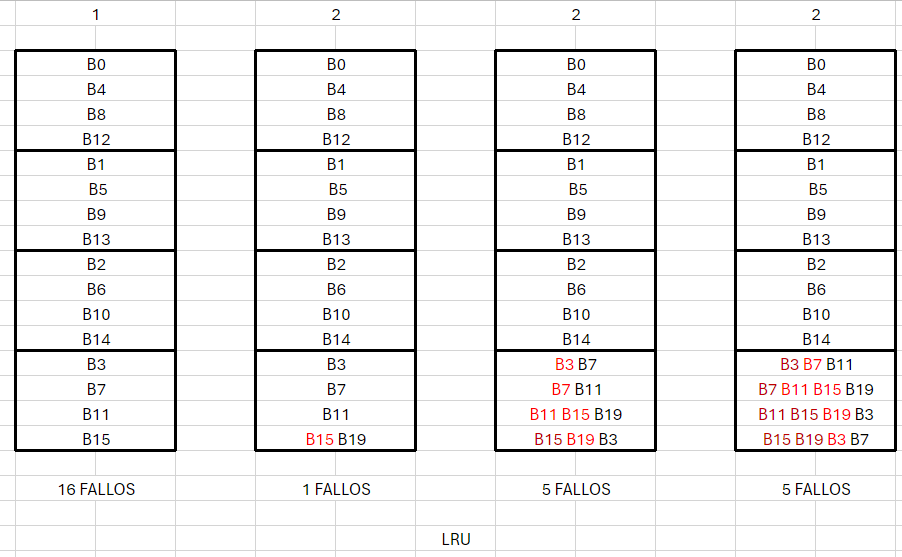 1 2 2 2
B0 B0 B0 B0
B4 B4 B4 B4
B8 B8 B8 B8
B12 B12 B12 B12
B1 B1 B1 B1
B5 B5 B5 B5
B9 B9 B9 B9
B13 B13 B13 B13
B2 B2 B2 B2
B6 B6 B6 B6
B10 B10 B10 B10
B14 B14 B14 B14
B3 B3 B3 B7 B3 B7 B11
B7 B7 B7 B11 B7 B11 B15 B19
B11 B11 B11 B15 B19 B11 B15 B19 B3
B15 B15 B19 B15 B19 B3 B15 B19 B3 B7
16 FALLOS 1 FALLOS 5 FALLOS 5 FALLOS
LRU